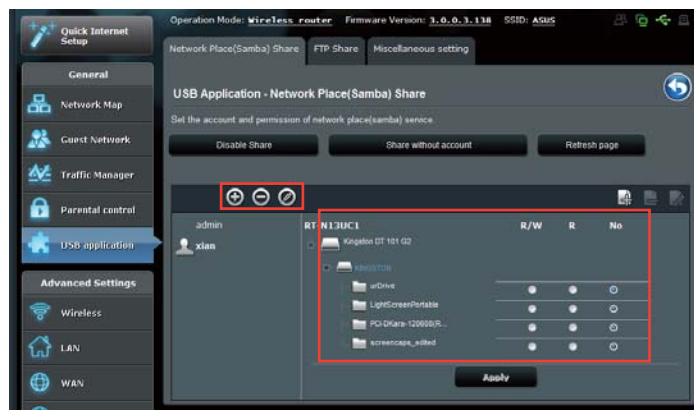 Quick Internet
Setup
Operation Mode: Wireless router Firmware Version: 3.0.0.3.138 SSID: ASUS
Network Place(Samba) Share FTP Share Miscellaneous setting
General
Network Map
Guest Network
Traffic Manager
Parental control
USB application
Advanced Settings
Wireless
LAN
WAN
USB Application - Network Place(Samba) Share
Set the account and permission of network place(samba) service
Disable Share Share without account Refresh page
admin
xian
RT-N13UC1 R/W R No
Kingston DT 101 G2
KINGSTON
urDrive
LightScreenPortable
PCI-DKara-120608(R...
screencaps_edited
Apply